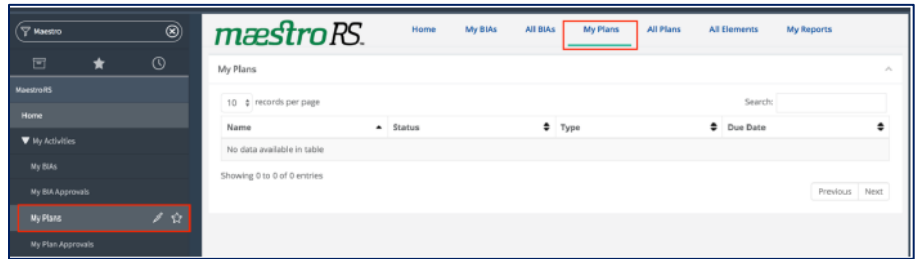 Maestro
MaestroRS
Home
My Activities
My BIAs
My BIA Approvals
My Plans
My Plan Approvals
mæstro RS.
Home My BIAs All BIAs My Plans All Plans All Elements My Reports
My Plans
10 records per page Search:
Name Status Type Due Date
No data available in table
Showing 0 to 0 of 0 entries
Previous Next